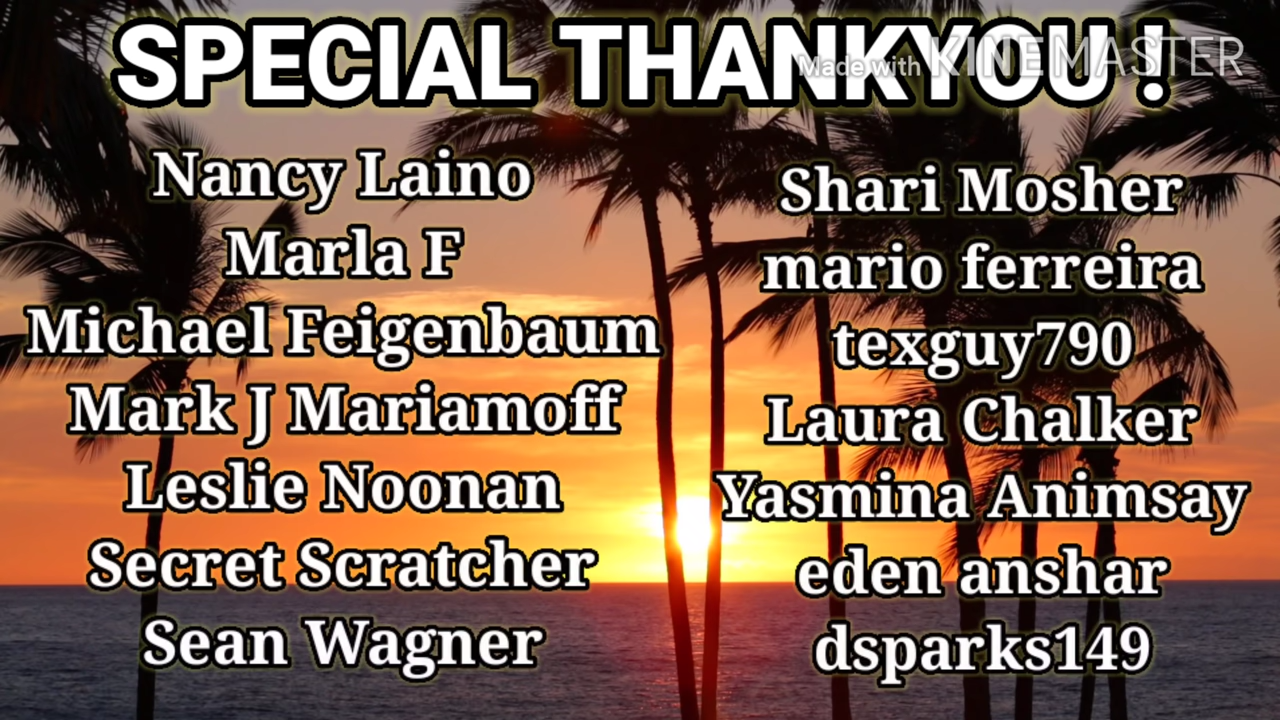 SPECIAL THANKYOU !
Made with KINEMASTER
Nancy Laino
Marla F
Michael Feigenbaum
Mark J Mariamoff
Leslie Noonan
Secret Scratcher
Sean Wagner
Shari Mosher
mario ferreira
texguy790
Laura Chalker
Yasmina Animsay
eden anshar
dsparks149